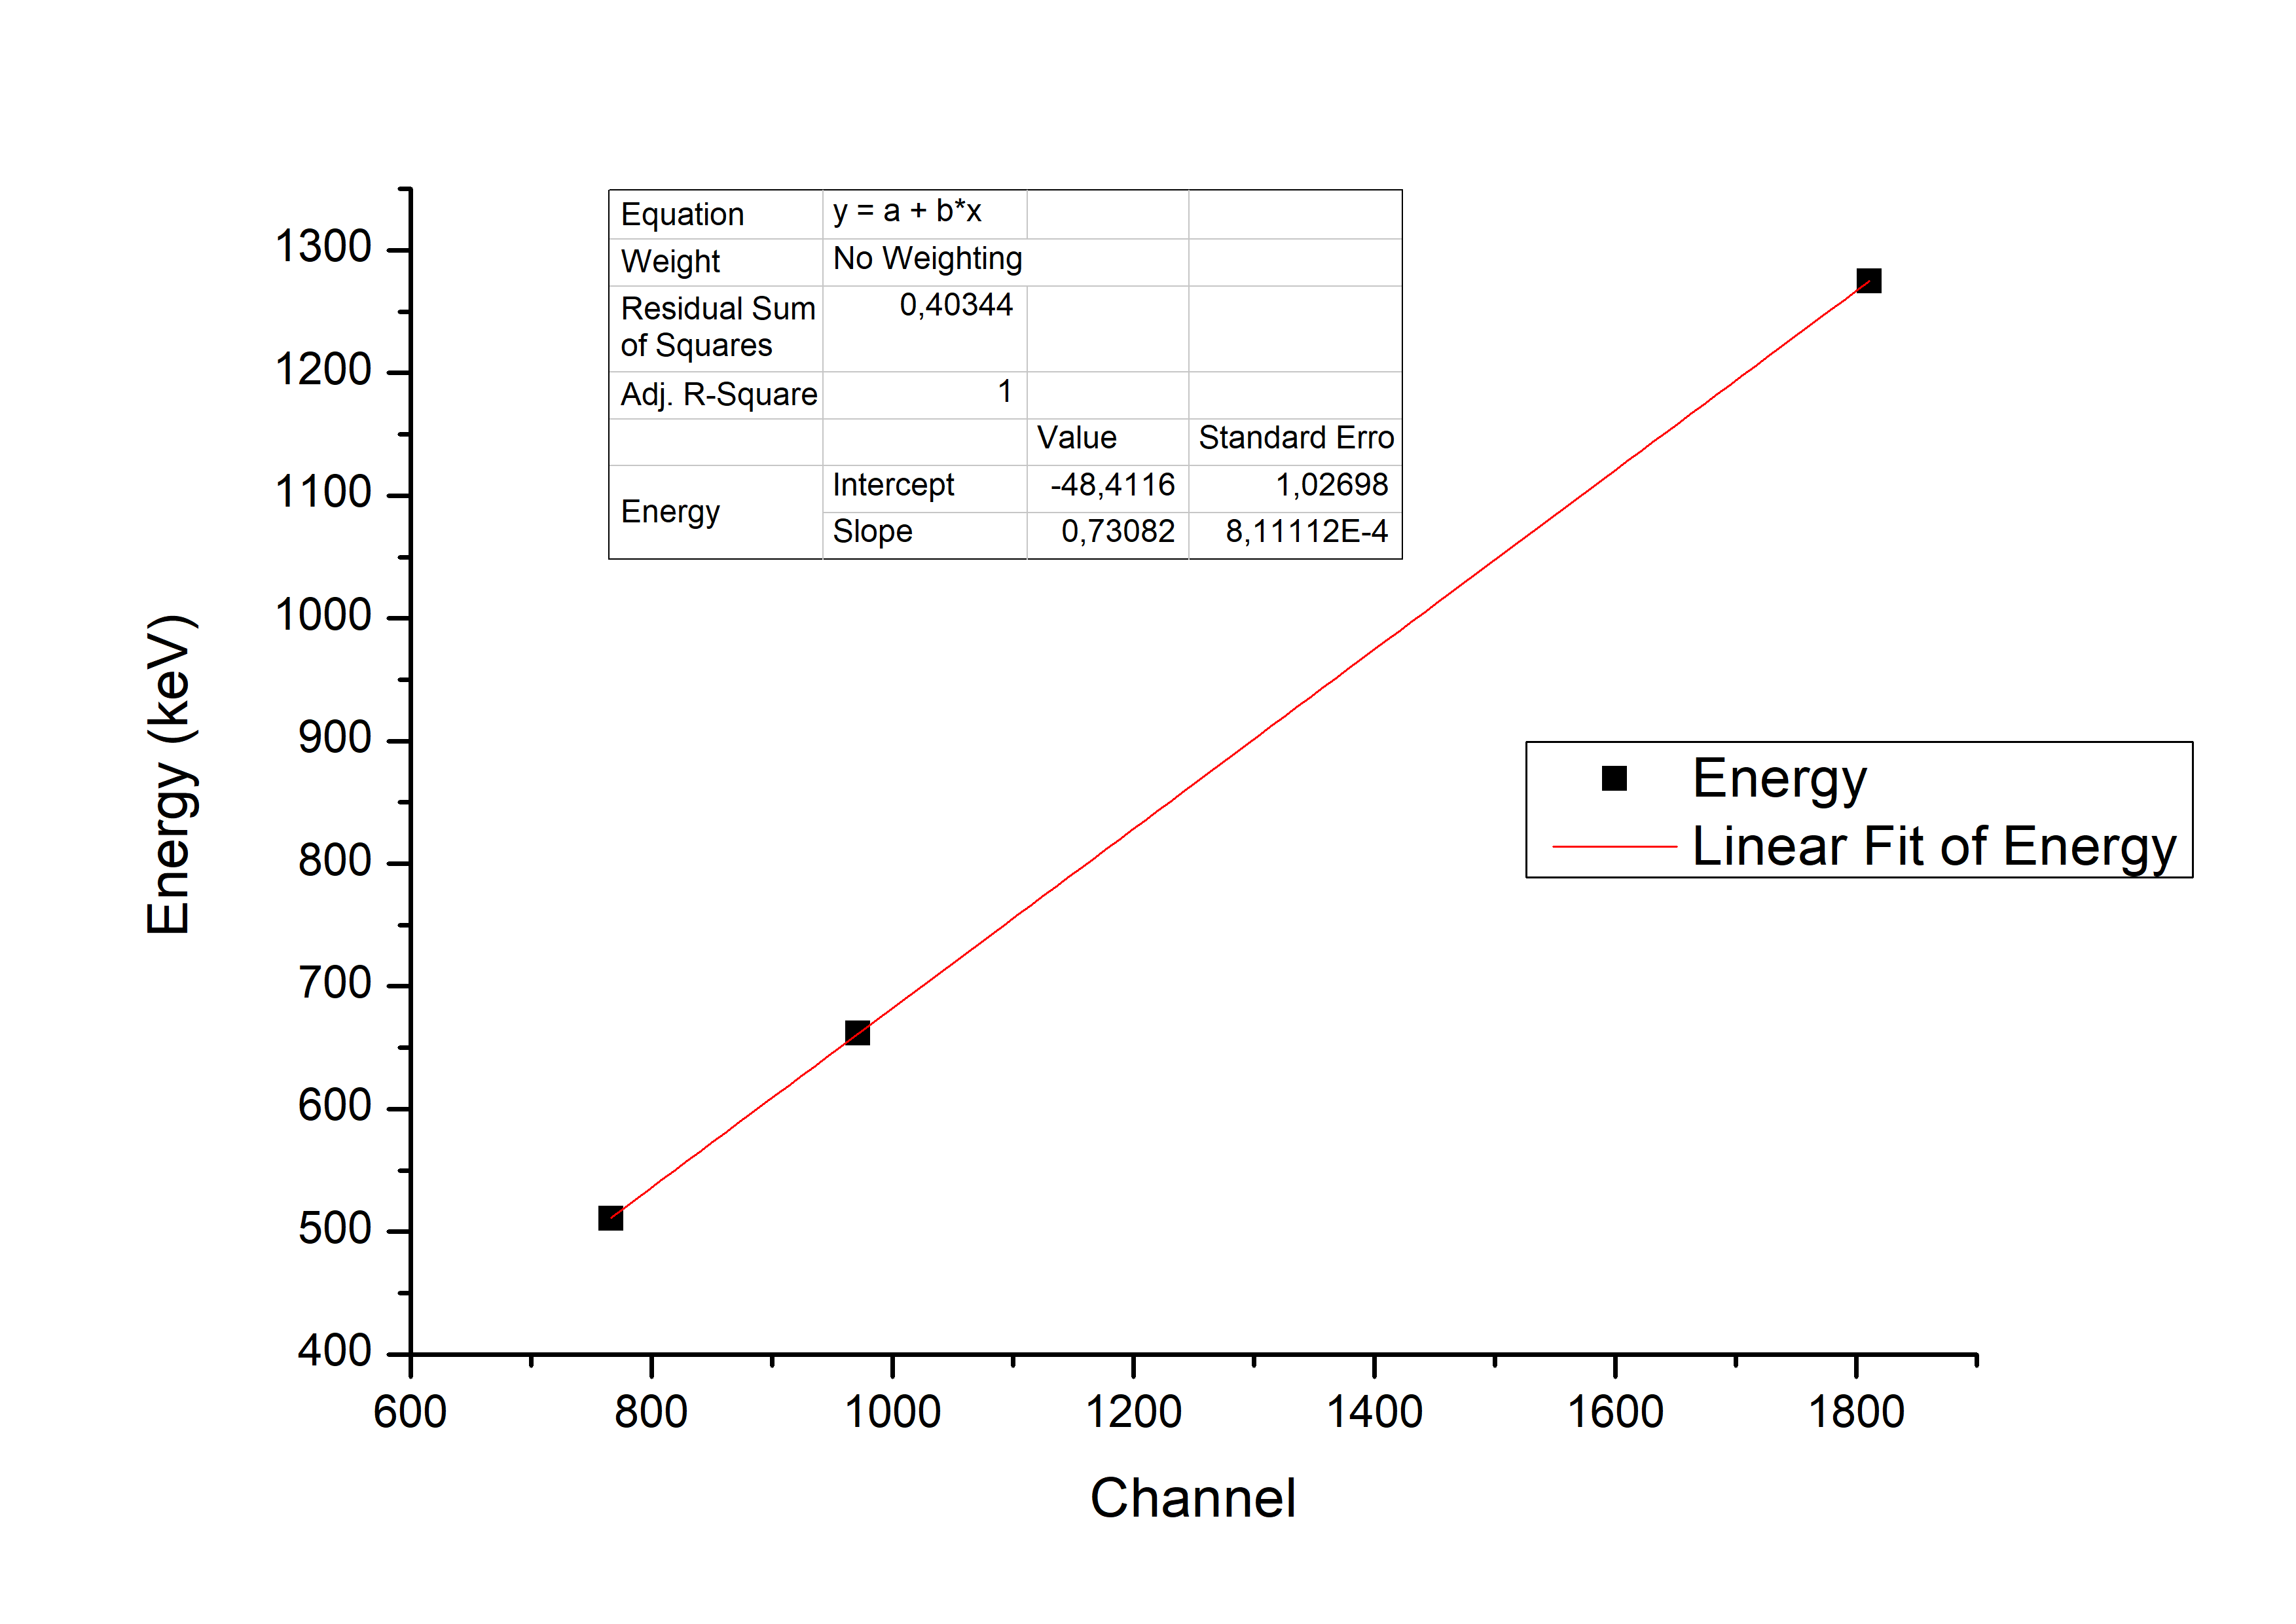 Equation y = a + b*x
Weight No Weighting
Residual Sum 0,40344
of Squares
Adj. R-Square 1
Value Standard Erro
Energy
Intercept -48,4116 1,02698
Slope 0,73082 8,11112E-4
1300
1200
1100
1000
900
800
700
600
500
400
Energy (keV)
Energy
Linear Fit of Energy
600 800 1000 1200 1400 1600 1800
Channel